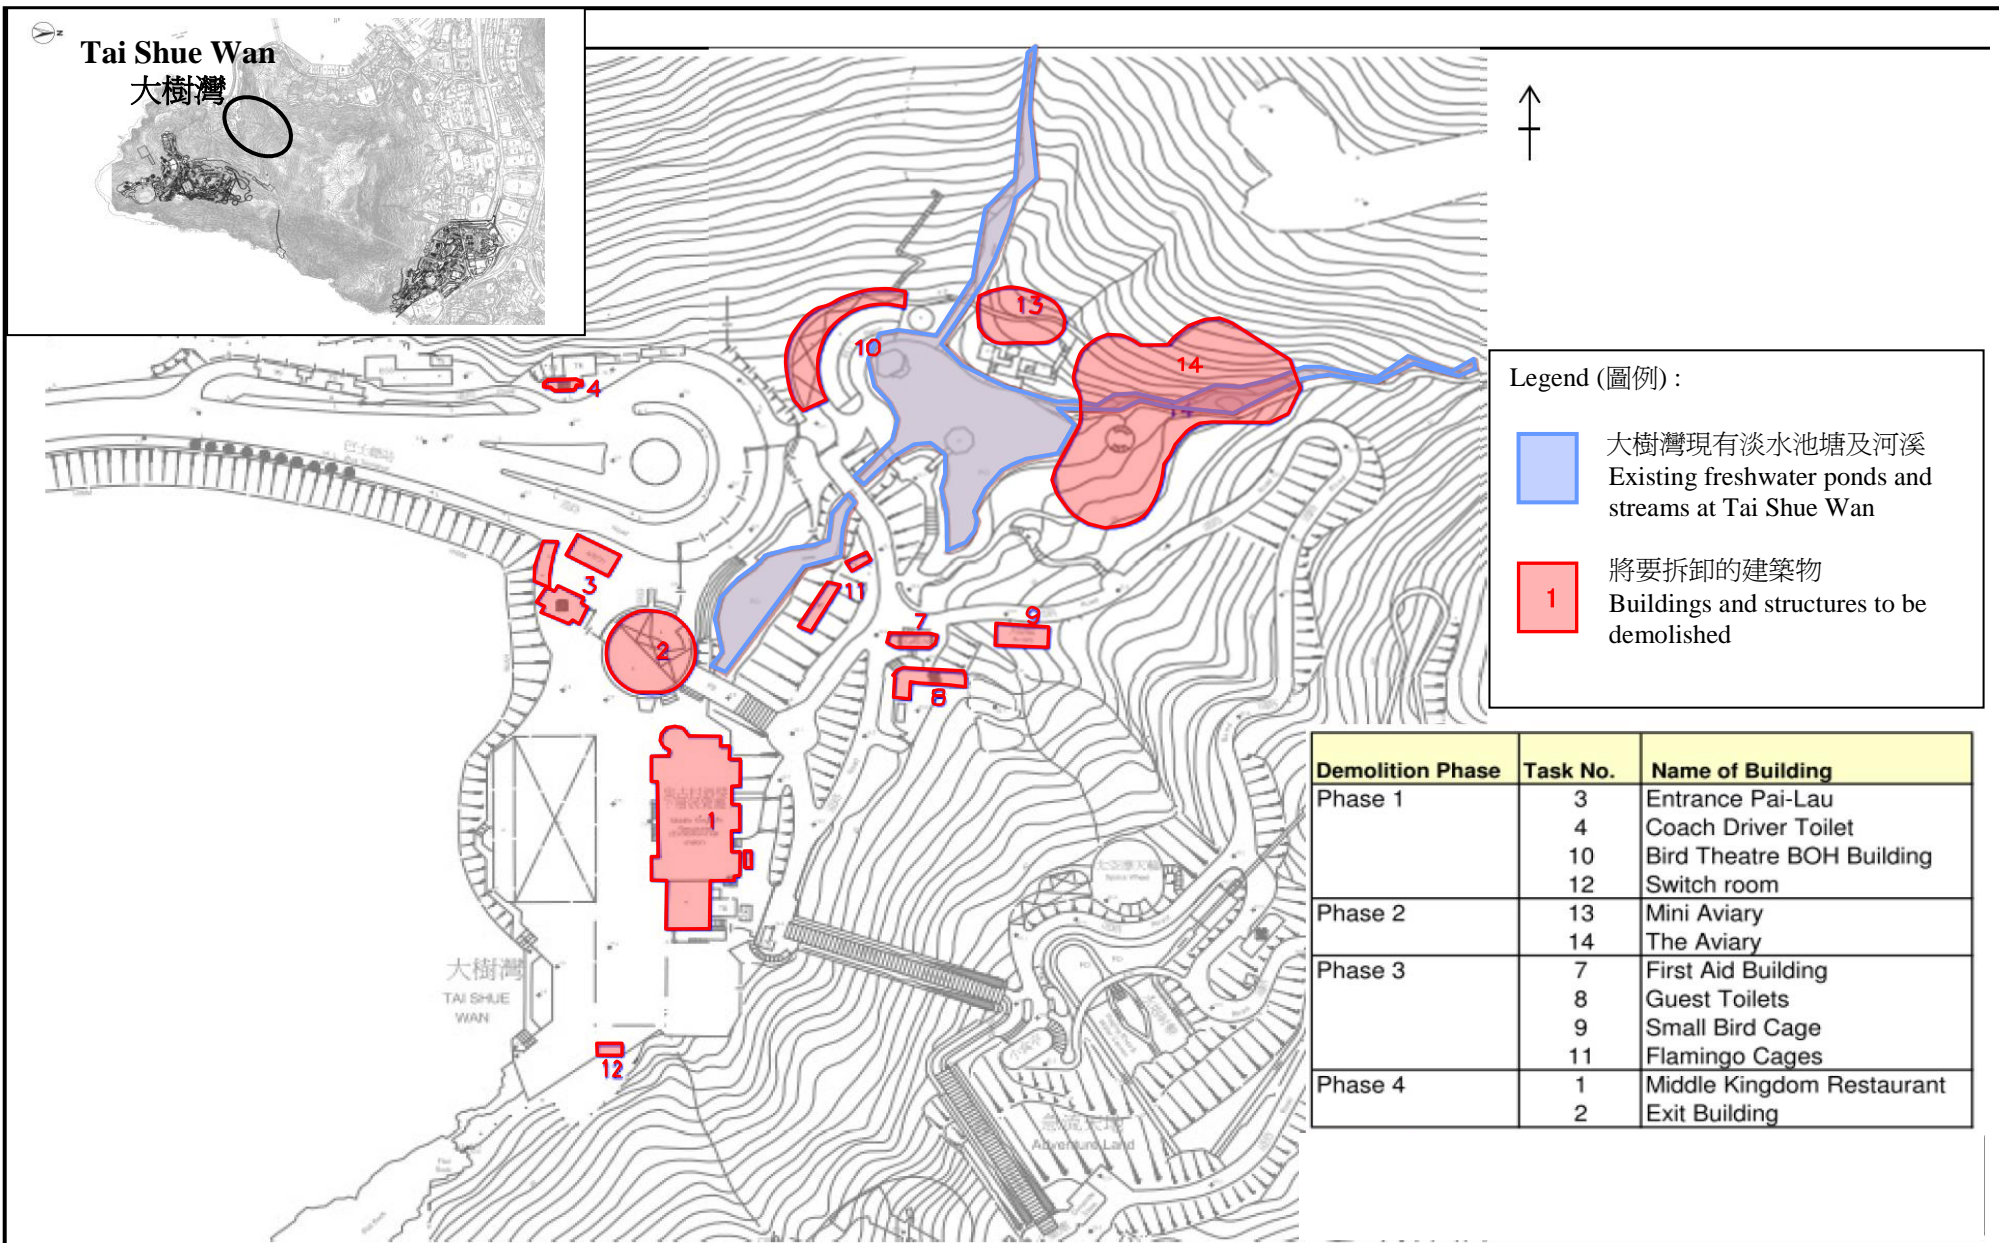 N
Tai Shue Wan
大樹灣
13
10
14
4
14
3
11
7
9
2
8
1
12
大樹灣
TAI SHUE
WAN
Adventure Land
Legend (圖例) :
大樹灣現有淡水池塘及河溪
Existing freshwater ponds and
streams at Tai Shue Wan
1
將要拆卸的建築物
Buildings and structures to be
demolished
Demolition Phase Task No. Name of Building
Phase 1 3 Entrance Pai-Lau
4 Coach Driver Toilet
10 Bird Theatre BOH Building
12 Switch room
Phase 2 13 Mini Aviary
14 The Aviary
Phase 3 7 First Aid Building
8 Guest Toilets
9 Small Bird Cage
11 Flamingo Cages
Phase 4 1 Middle Kingdom Restaurant
2 Exit Building